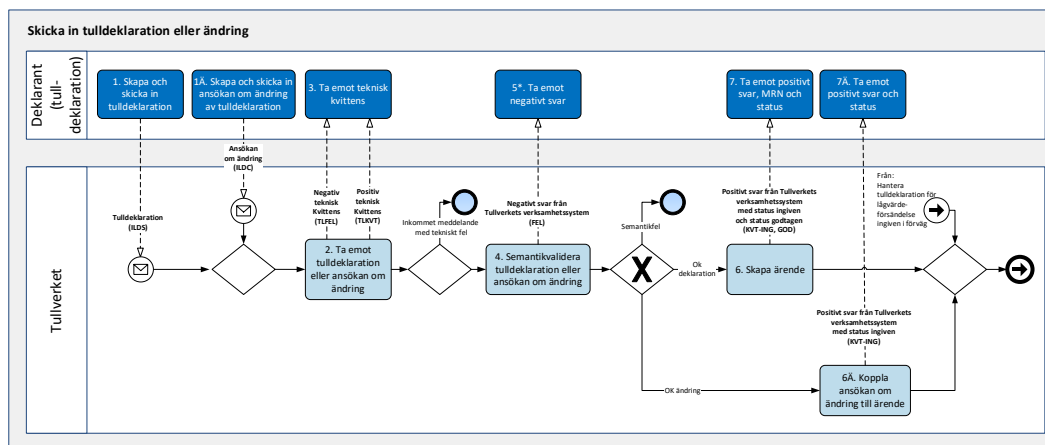 Skicka in tulldeklaration eller ändring
Deklarant
(tull-
deklaration)
1. Skapa och
skicka in
tulldeklaration
1Ä. Skapa och skicka in
ansökan om ändring
av tulldeklaration
3. Ta emot teknisk
kvittens
5*. Ta emot
negativt svar
7. Ta emot positivt
svar, MRN och
status
7Ä. Ta emot
positivt svar och
status
Tullverket
Ansökan
om ändring
(ILDC)
Tulldeklaration
(ILDS)
Negativ
teknisk
Kvittens
(TLFEL)
Positiv
teknisk
Kvittens
(TLKVT)
2. Ta emot
tulldeklaration
eller ansökan om
ändring
Inkommet meddelande
med tekniskt fel
Negativt svar från
Tullverkets verksamhetssystem
(FEL)
4. Semantikvalidera
tulldeklaration eller
ansökan om ändring
Semantikfel
X
Ok
deklaration
OK ändring
Positivt svar från Tullverkets
verksamhetssystem
med status ingiven
och status godtagen
(KVT-ING, GOD)
6. Skapa ärende
Positivt svar från Tullverkets
verksamhetssystem
med status ingiven
(KVT-ING)
6Ä. Koppla
ansökan om
ändring till ärende
Från:
Hantera
tulldeklaration för
lågvärde-
försändelse
ingiven i förväg